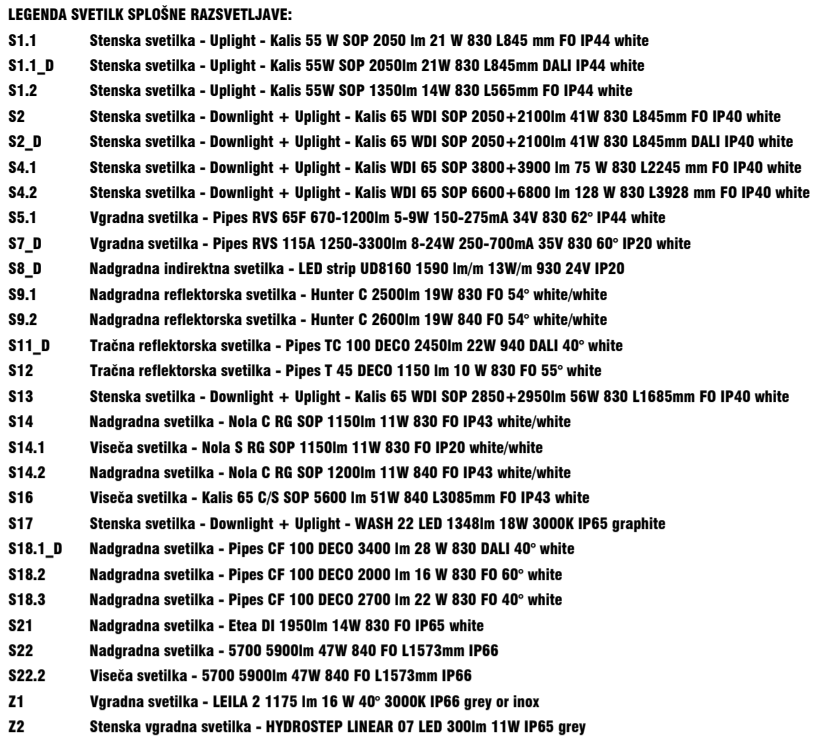 LEGENDA SVETILK SPLOŠNE RAZSVETLJAVE:
S1.1 Stenska svetilka - Uplight - Kalis 55 W SOP 2050 lm 21 W 830 L845 mm FO IP44 white
S1.1_D Stenska svetilka - Uplight - Kalis 55W SOP 2050lm 21W 830 L845mm DALI IP44 white
S1.2 Stenska svetilka - Uplight - Kalis 55W SOP 1350lm 14W 830 L565mm FO IP44 white
S2 Stenska svetilka - Downlight + Uplight - Kalis 65 WDI SOP 2050+2100lm 41W 830 L845mm FO IP40 white
S2_D Stenska svetilka - Downlight + Uplight - Kalis 65 WDI SOP 2050+2100lm 41W 830 L845mm DALI IP40 white
S4.1 Stenska svetilka - Downlight + Uplight - Kalis WDI 65 SOP 3800+3900 lm 75 W 830 L2245 mm FO IP40 white
S4.2 Stenska svetilka - Downlight + Uplight - Kalis WDI 65 SOP 6600+6800 lm 128 W 830 L3928 mm FO IP40 white
S5.1 Vgradna svetilka - Pipes RVS 65F 670-1200lm 5-9W 150-275mA 34V 830 62° IP44 white
S7_D Vgradna svetilka - Pipes RVS 115A 1250-3300lm 8-24W 250-700mA 35V 830 60° IP20 white
S8_D Nadgradna indirektna svetilka - LED strip UD8160 1590 lm/m 13W/m 930 24V IP20
S9.1 Nadgradna reflektorska svetilka - Hunter C 2500lm 19W 830 FO 54° white/white
S9.2 Nadgradna reflektorska svetilka - Hunter C 2600lm 19W 840 FO 54° white/white
S11_D Tračna reflektorska svetilka - Pipes TC 100 DECO 2450lm 22W 940 DALI 40° white
S12 Tračna reflektorska svetilka - Pipes T 45 DECO 1150 lm 10 W 830 FO 55° white
S13 Stenska svetilka - Downlight + Uplight - Kalis 65 WDI SOP 2850+2950lm 56W 830 L1685mm FO IP40 white
S14 Nadgradna svetilka - Nola C RG SOP 1150lm 11W 830 FO IP43 white/white
S14.1 Viseča svetilka - Nola S RG SOP 1150lm 11W 830 FO IP20 white/white
S14.2 Nadgradna svetilka - Nola C RG SOP 1200lm 11W 840 FO IP43 white/white
S16 Viseča svetilka - Kalis 65 C/S SOP 5600 lm 51W 840 L3085mm FO IP43 white
S17 Stenska svetilka - Downlight + Uplight - WASH 22 LED 1348lm 18W 3000K IP65 graphite
S18.1_D Nadgradna svetilka - Pipes CF 100 DECO 3400 lm 28 W 830 DALI 40° white
S18.2 Nadgradna svetilka - Pipes CF 100 DECO 2000 lm 16 W 830 FO 60° white
S18.3 Nadgradna svetilka - Pipes CF 100 DECO 2700 lm 22 W 830 FO 40° white
S21 Nadgradna svetilka - Etea DI 1950lm 14W 830 FO IP65 white
S22 Nadgradna svetilka - 5700 5900lm 47W 840 FO L1573mm IP66
S22.2 Viseča svetilka - 5700 5900lm 47W 840 FO L1573mm IP66
Z1 Vgradna svetilka - LEILA 2 1175 lm 16 W 40° 3000K IP66 grey or inox
Z2 Stenska vgradna svetilka - HYDROSTEP LINEAR 07 LED 300lm 11W IP65 grey